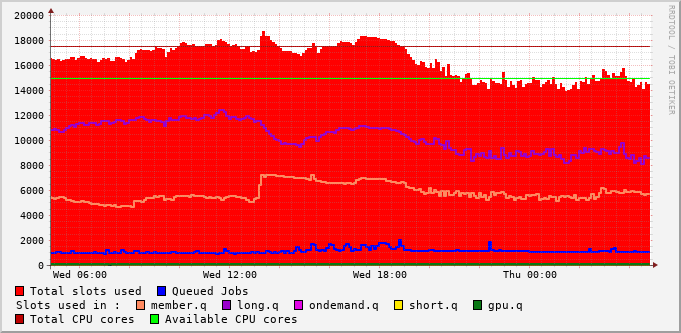 20000
18000
16000
14000
12000
10000
8000
6000
4000
2000
0
Wed 06:00 Wed 12:00 Wed 18:00 Thu 00:00
RRDTOOL / TOBI OETIKER
Total slots used Queued Jobs
Slots used in : member.q long.q ondemand.q short.q gpu.q
Total CPU cores Available CPU cores